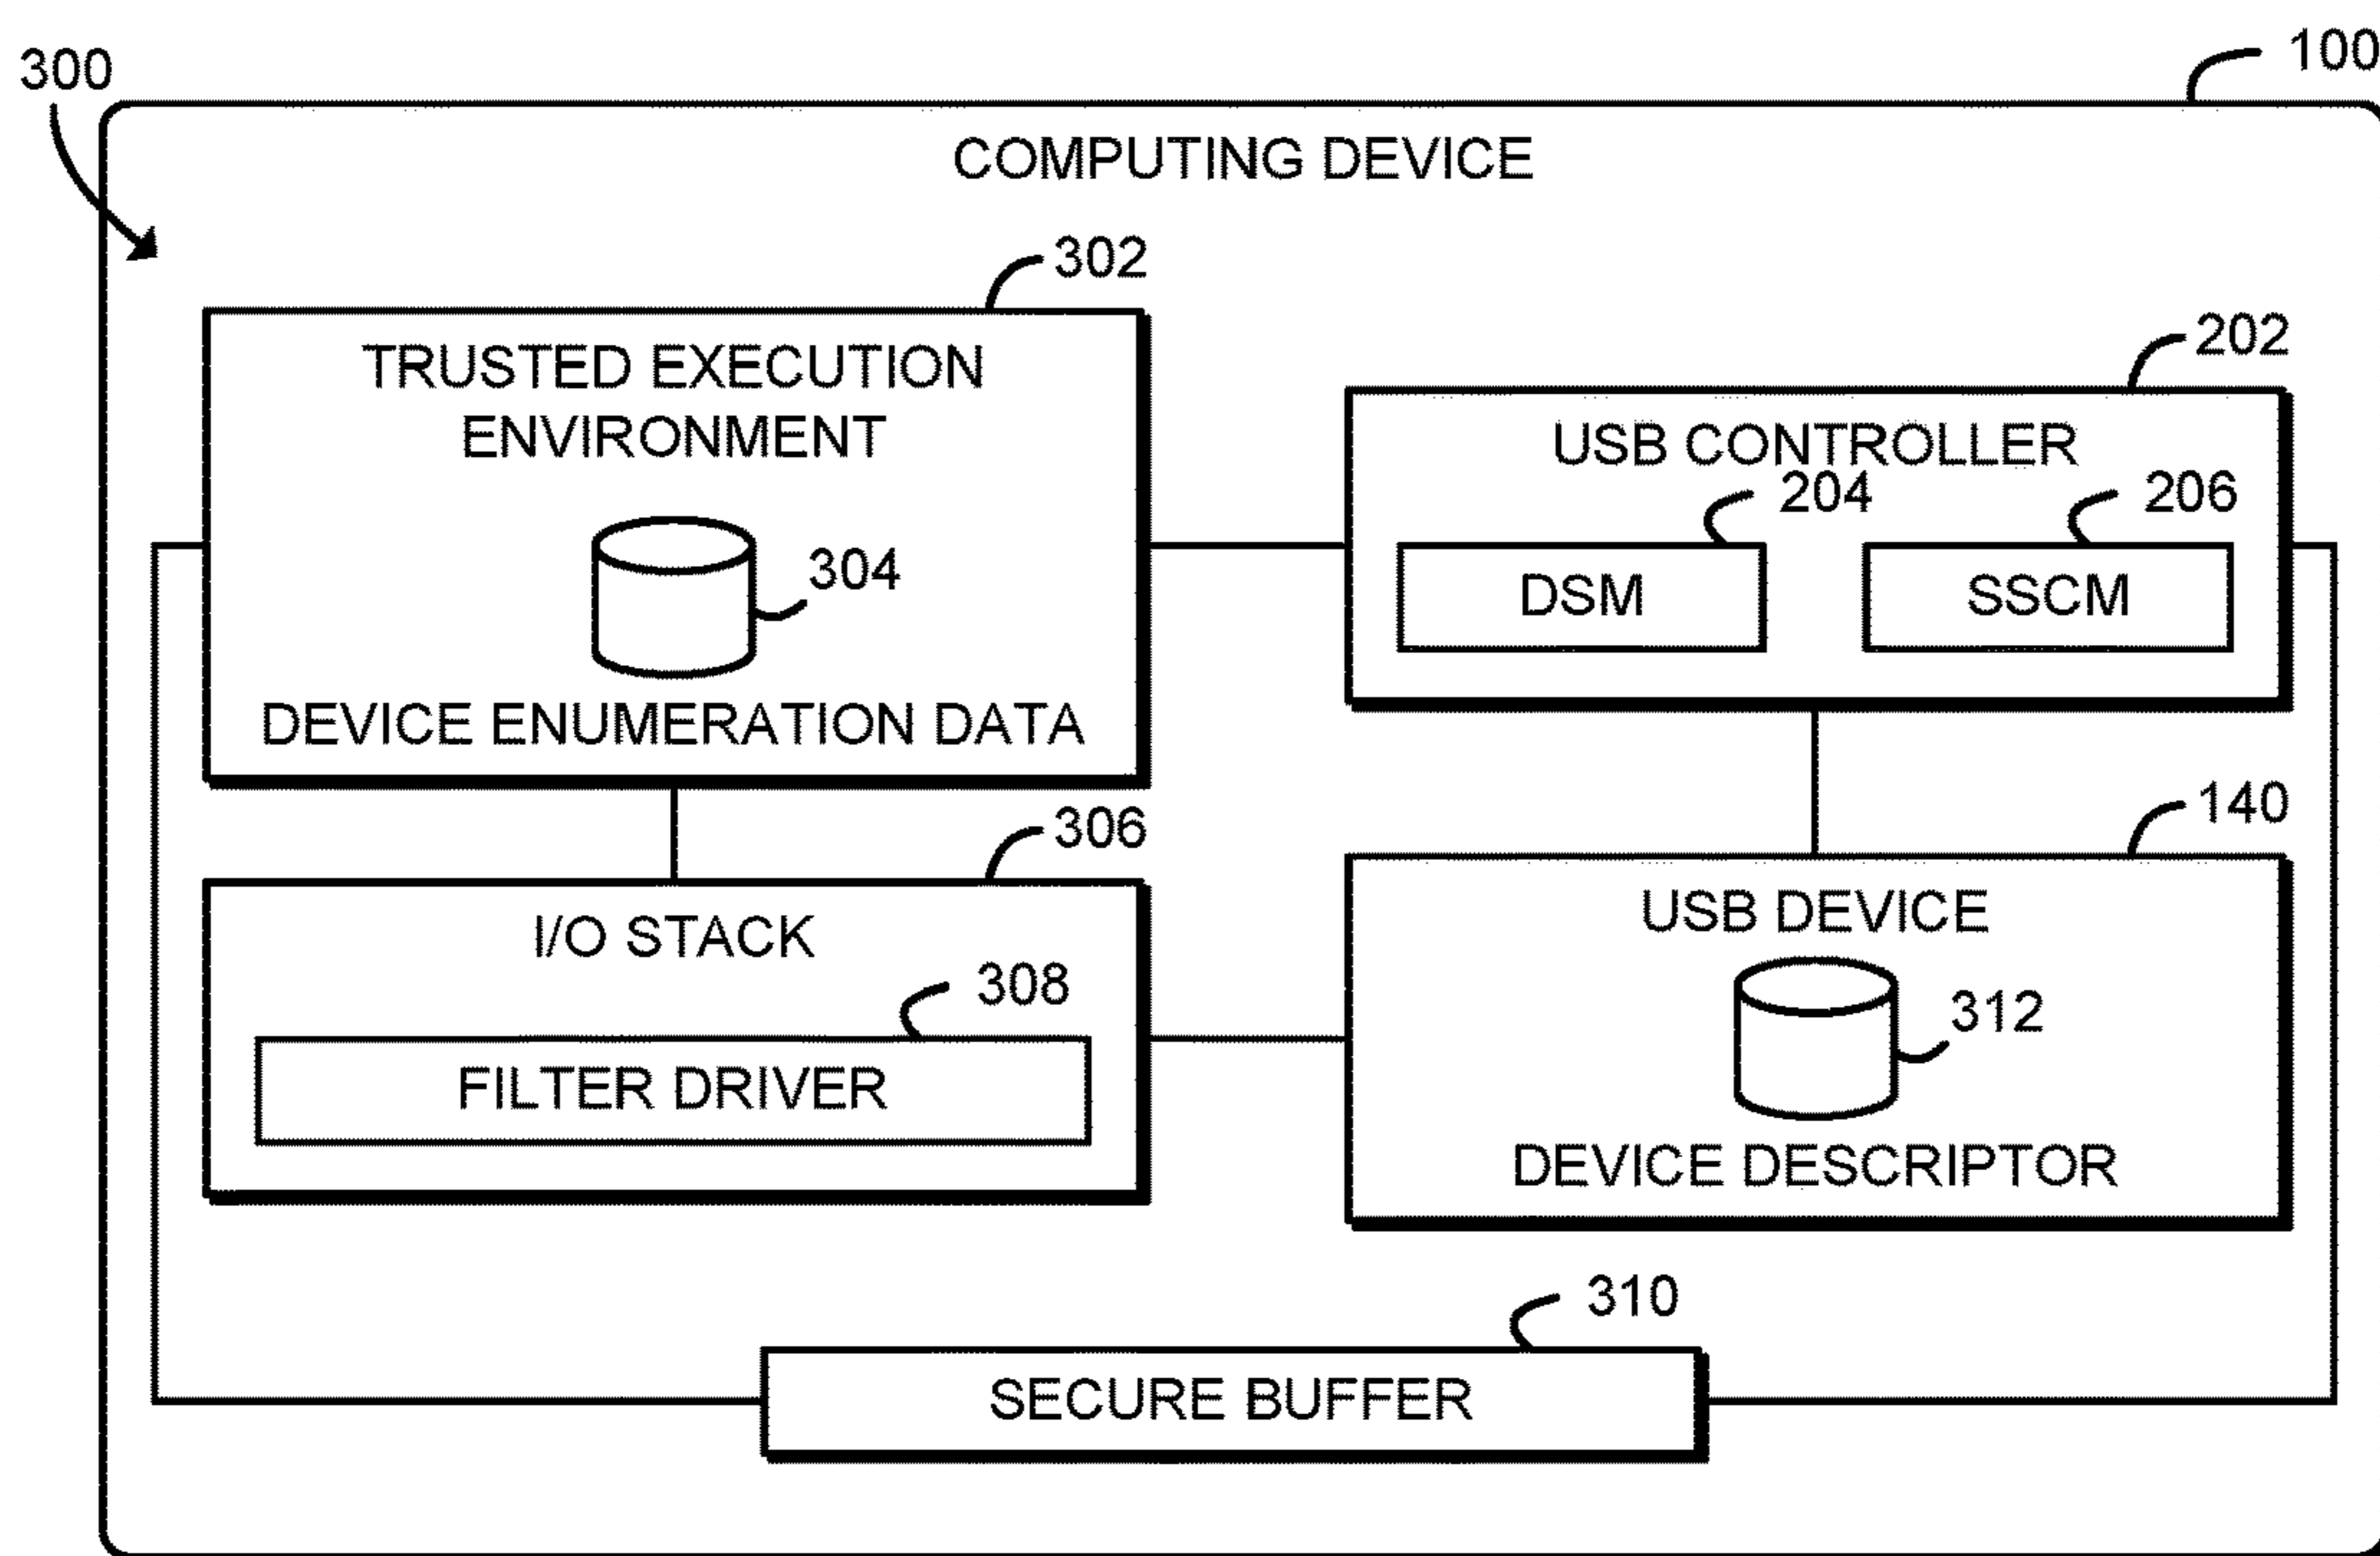 300
100
COMPUTING DEVICE
302
TRUSTED EXECUTION
ENVIRONMENT
304
DEVICE ENUMERATION DATA
202
USB CONTROLLER
204
206
DSM
SSCM
306
I/O STACK
308
FILTER DRIVER
140
USB DEVICE
312
DEVICE DESCRIPTOR
310
SECURE BUFFER